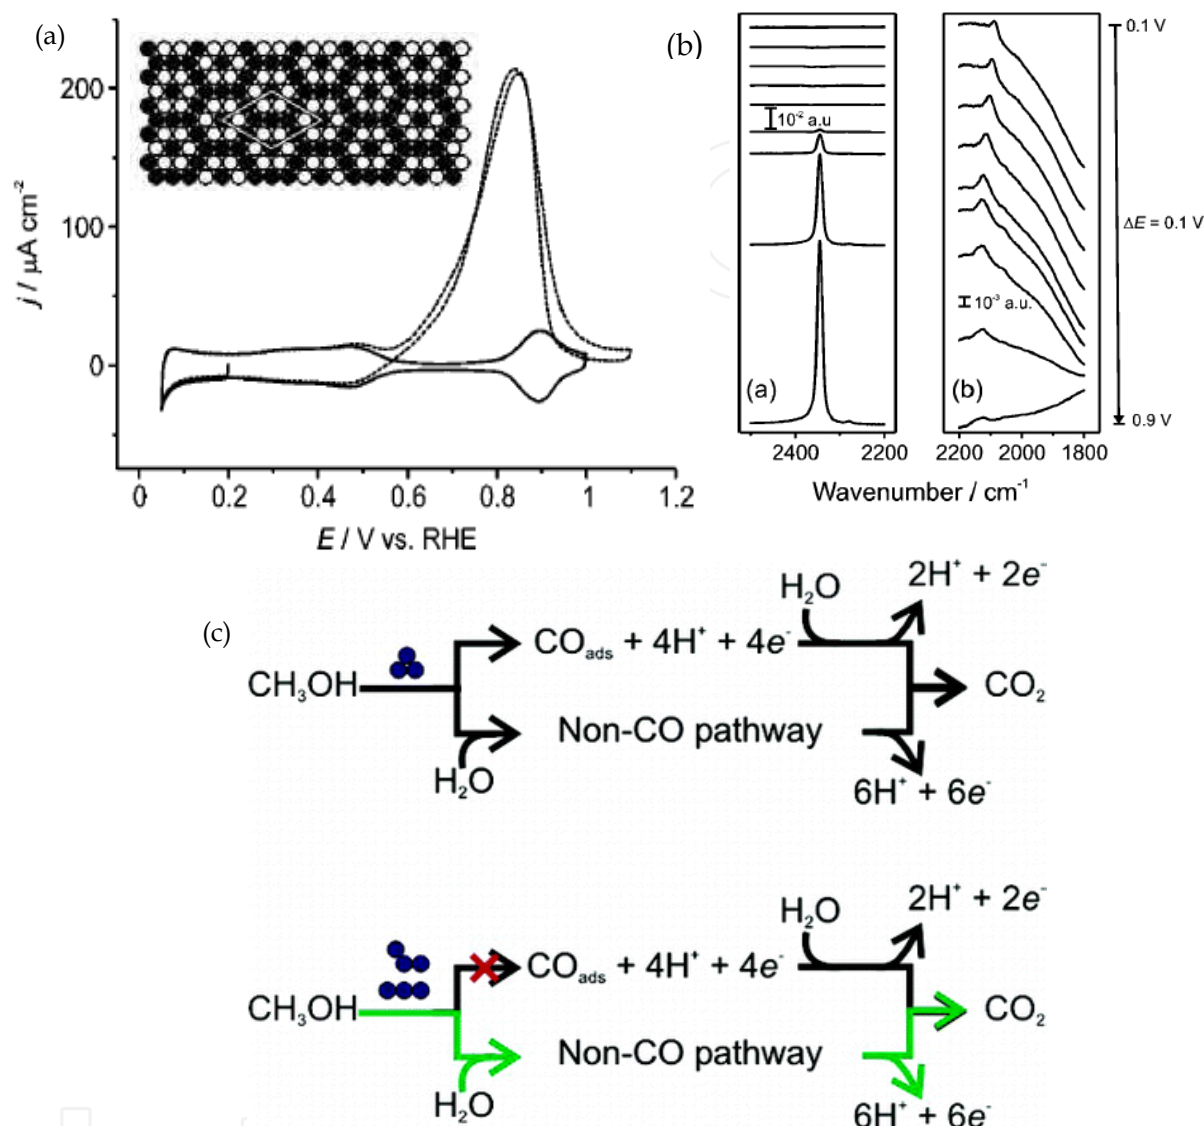 (a)
200
100
0
j / µA cm⁻²
0 0.2 0.4 0.6 0.8 1 1.2
E / V vs. RHE
(b)
10⁻² a.u
(a)
2400 2200
0.1 V
ΔE = 0.1 V
10⁻³ a.u.
(b)
0.9 V
2200 2000 1800
Wavenumber / cm⁻¹
(c)
H₂O
2H⁺ + 2e⁻
CO_ads + 4H⁺ + 4e⁻
CH₃OH
CO₂
Non-CO pathway
H₂O
6H⁺ + 6e⁻
H₂O
2H⁺ + 2e⁻
CO_ads + 4H⁺ + 4e⁻
CH₃OH
CO₂
Non-CO pathway
H₂O
6H⁺ + 6e⁻